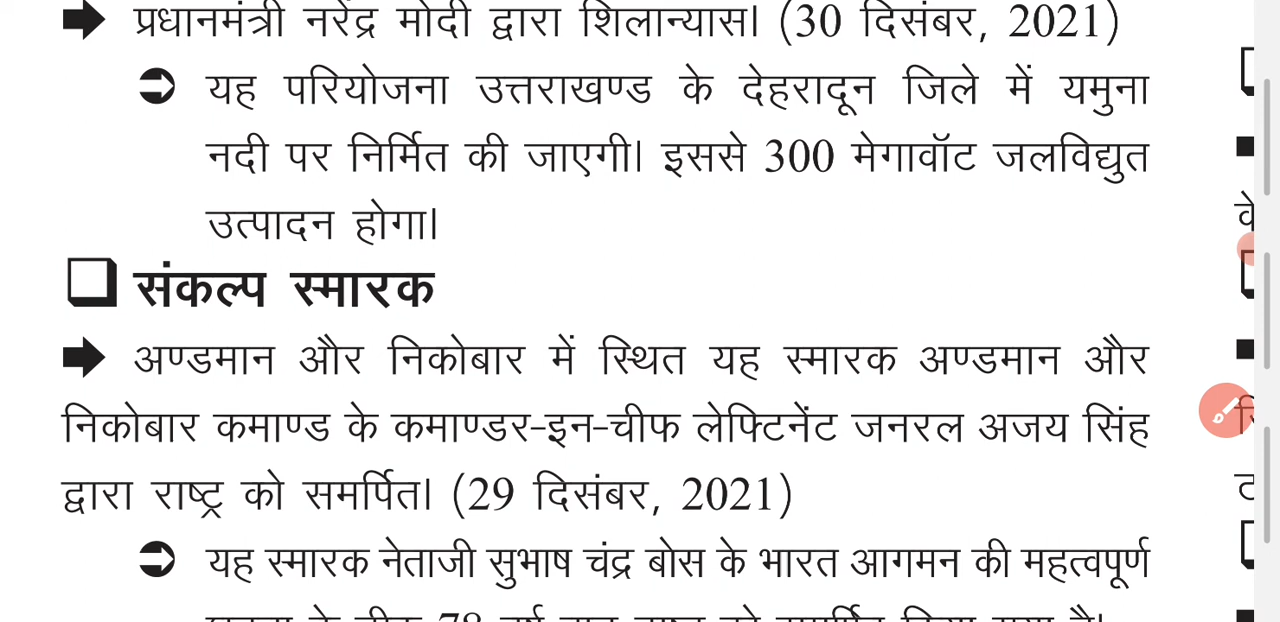 प्रधानमंत्री नरेंद्र मोदी द्वारा शिलान्यास। (30 दिसंबर, 2021)
यह परियोजना उत्तराखण्ड के देहरादून जिले में यमुना
नदी पर निर्मित की जाएगी। इससे 300 मेगावॉट जलविद्युत
उत्पादन होगा।
संकल्प स्मारक
अण्डमान और निकोबार में स्थित यह स्मारक अण्डमान और
निकोबार कमाण्ड के कमाण्डर-इन-चीफ लेफ्टिनेंट जनरल अजय सिंह
द्वारा राष्ट्र को समर्पित। (29 दिसंबर, 2021)
यह स्मारक नेताजी सुभाष चंद्र बोस के भारत आगमन की महत्वपूर्ण